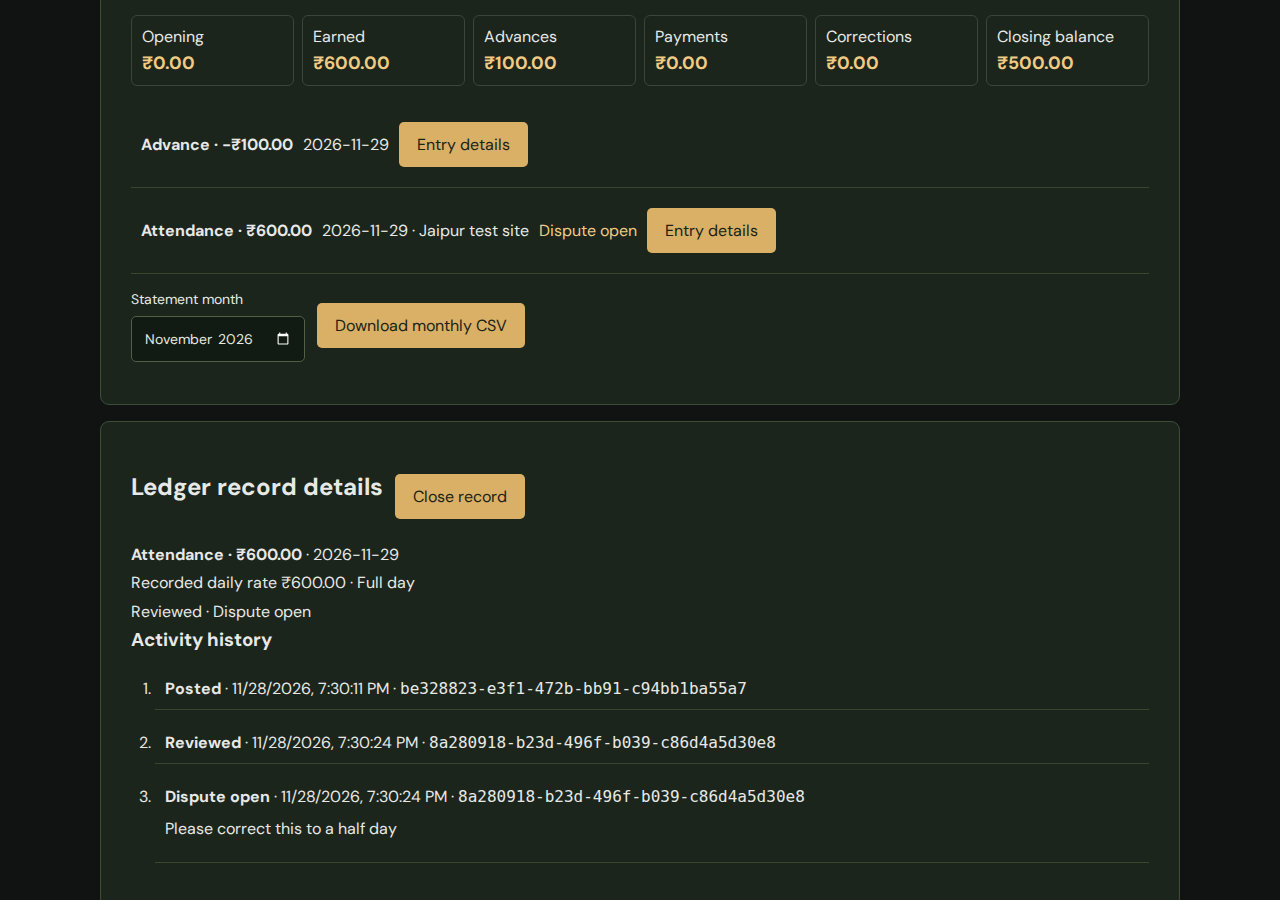 Opening
₹0.00
Earned
₹600.00
Advances
₹100.00
Payments
₹0.00
Corrections
₹0.00
Closing balance
₹500.00
Advance · -₹100.00 2026-11-29 Entry details
Attendance · ₹600.00 2026-11-29 · Jaipur test site Dispute open Entry details
Statement month
November 2026
Download monthly CSV
Ledger record details
Close record
Attendance · ₹600.00 · 2026-11-29
Recorded daily rate ₹600.00 · Full day
Reviewed · Dispute open
Activity history
1. Posted · 11/28/2026, 7:30:11 PM · be328823-e3f1-472b-bb91-c94bb1ba55a7
2. Reviewed · 11/28/2026, 7:30:24 PM · 8a280918-b23d-496f-b039-c86d4a5d30e8
3. Dispute open · 11/28/2026, 7:30:24 PM · 8a280918-b23d-496f-b039-c86d4a5d30e8
Please correct this to a half day